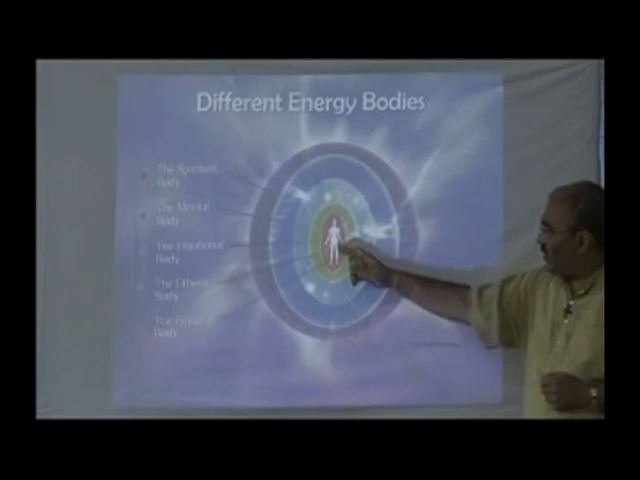 Different Energy Bodies
The Spiritual
Body
The Mental
Body
The Emotional
Body
The Etheric
Body
The Physical
Body